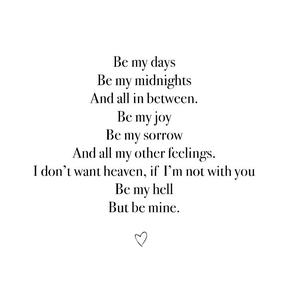 Be my days
Be my midnights
And all in between.
Be my joy
Be my sorrow
And all my other feelings.
I don't want heaven, if I'm not with you
Be my hell
But be mine.